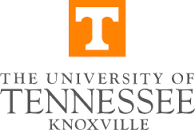 T
THE UNIVERSITY OF
TENNESSEE
KNOXVILLE